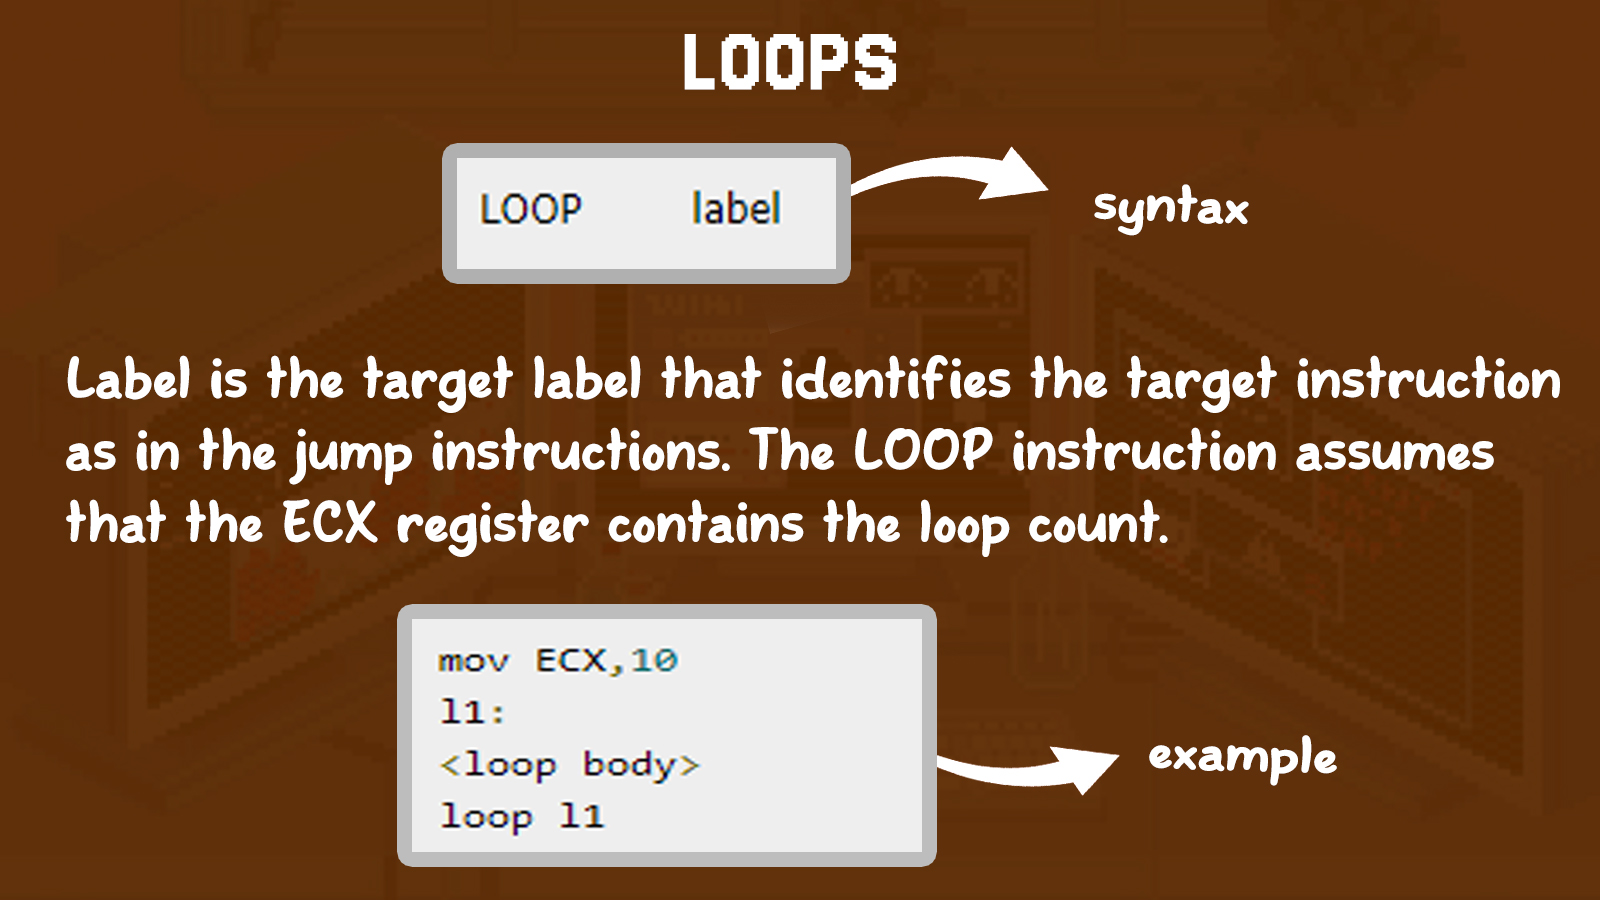 LOOPS
LOOP label
syntax
Label is the target label that identifies the target instruction
as in the jump instructions. The LOOP instruction assumes
that the ECX register contains the loop count.
mov ECX,10
l1:
<loop body>
loop l1
example